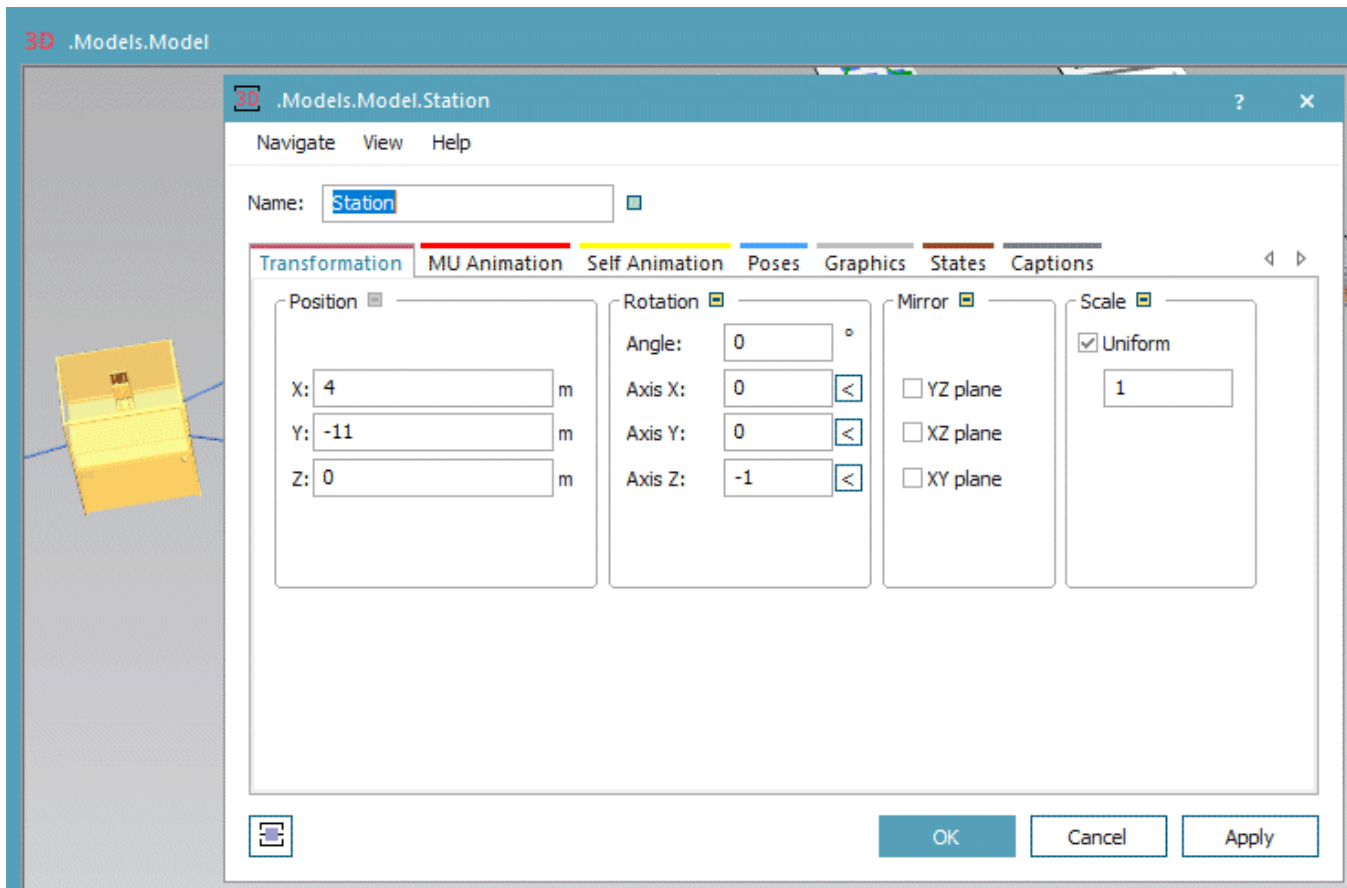 3D .Models.Model
3D .Models.Model.Station ? ×
Navigate View Help
Name: Station
Transformation MU Animation Self Animation Poses Graphics States Captions
Position Rotation Mirror Scale
Angle: 0 ° Uniform
X: 4 m Axis X: 0 < YZ plane 1
Y: -11 m Axis Y: 0 < XZ plane
Z: 0 m Axis Z: -1 < XY plane
OK Cancel Apply